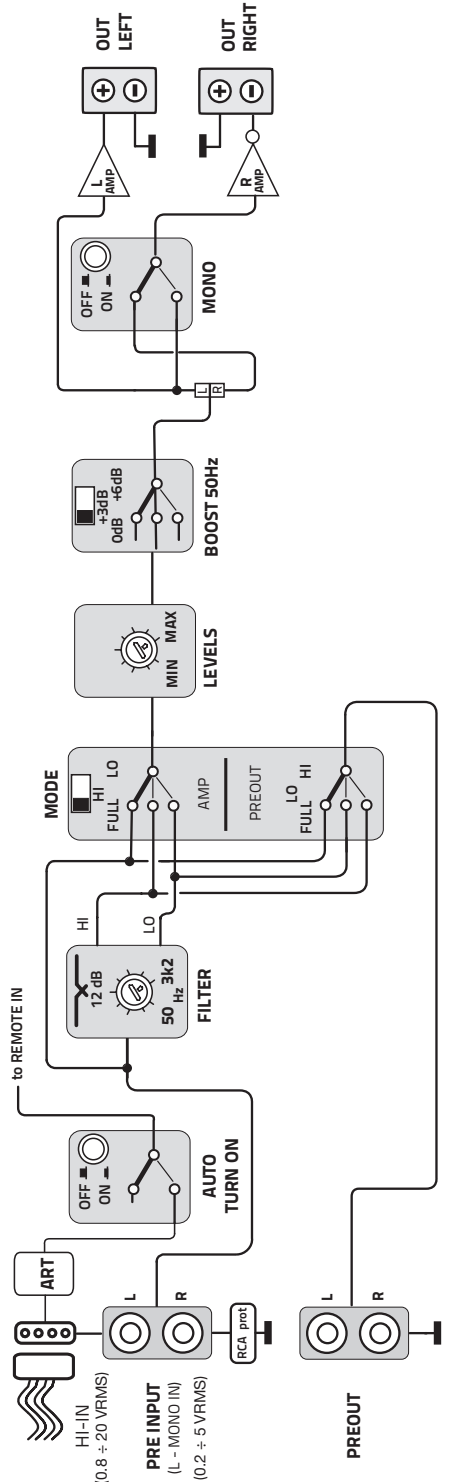 HI-IN
(0.8 ÷ 20 VRMS)
ART
PRE INPUT
(L - MONO IN)
(0.2 ÷ 5 VRMS)
L
R
RCA prot
PREOUT
L
R
to REMOTE IN
OFF
ON
AUTO
TURN ON
12 dB
50 Hz 3k2
FILTER
HI
LO
MODE
FULL HI LO
AMP
PREOUT
FULL LO HI
MIN MAX
LEVELS
0dB +3dB +6dB
BOOST 50Hz
L
R
OFF
ON
MONO
L
AMP
R
AMP
+
-
OUT
LEFT
+
-
OUT
RIGHT